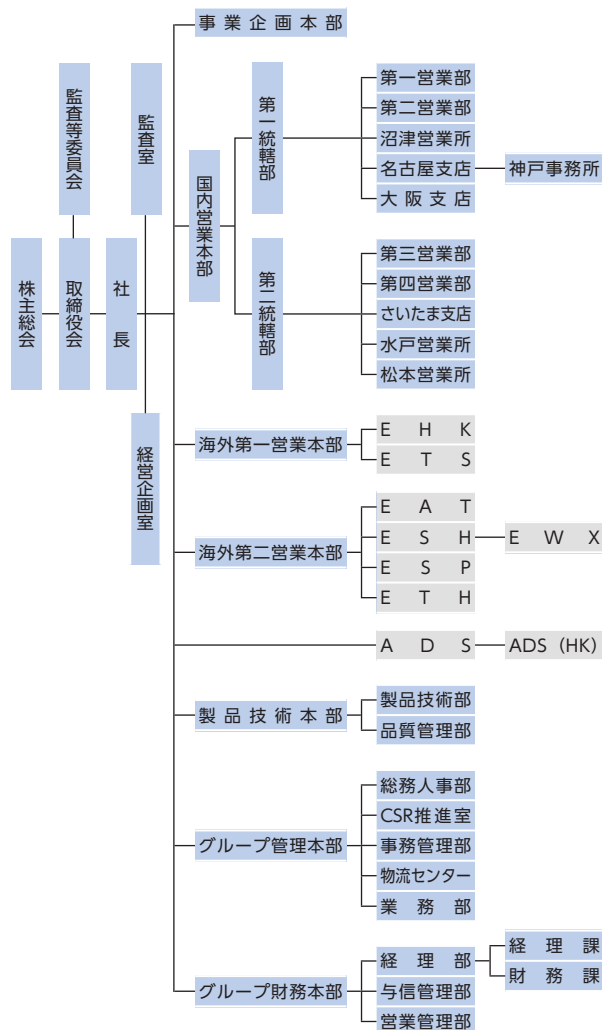 株主総会
取締役会
監査等委員会
社長
監査室
経営企画室
事業企画本部
国内営業本部
第一統轄部
第一営業部
第二営業部
沼津営業所
名古屋支店
神戸事務所
大阪支店
第二統轄部
第三営業部
第四営業部
さいたま支店
水戸営業所
松本営業所
海外第一営業本部
EHK
ETS
海外第二営業本部
EAT
ESH
EWX
ESP
ETH
ADS
ADS（HK）
製品技術本部
製品技術部
品質管理部
グループ管理本部
総務人事部
CSR推進室
事務管理部
物流センター
業務部
グループ財務本部
経理部
経理課
財務課
与信管理部
営業管理部